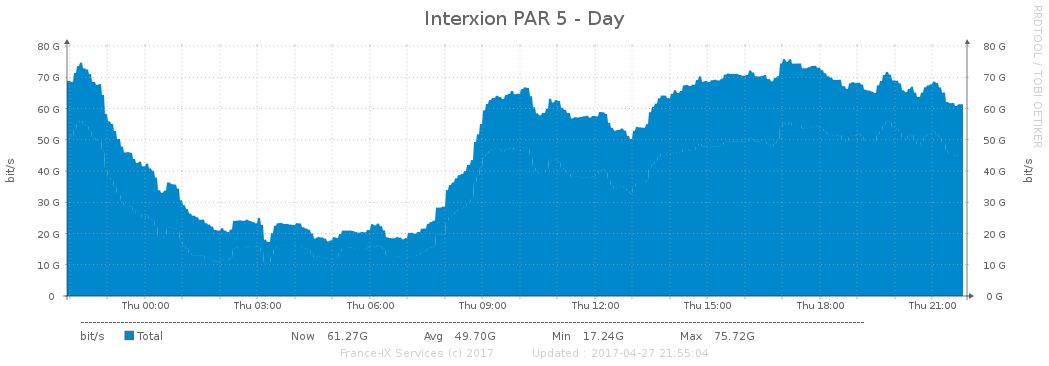 Interxion PAR 5 - Day
RRDTOOL / TOBI OETIKER
80 G 80 G
70 G 70 G
60 G 60 G
50 G 50 G
40 G 40 G
30 G 30 G
20 G 20 G
10 G 10 G
0 0 G
bit/s
bit/s
Thu 00:00 Thu 03:00 Thu 06:00 Thu 09:00 Thu 12:00 Thu 15:00 Thu 18:00 Thu 21:00
bit/s Total Now 61.27G Avg 49.70G Min 17.24G Max 75.72G
France-IX Services (c) 2017 Updated : 2017-04-27 21:55:04